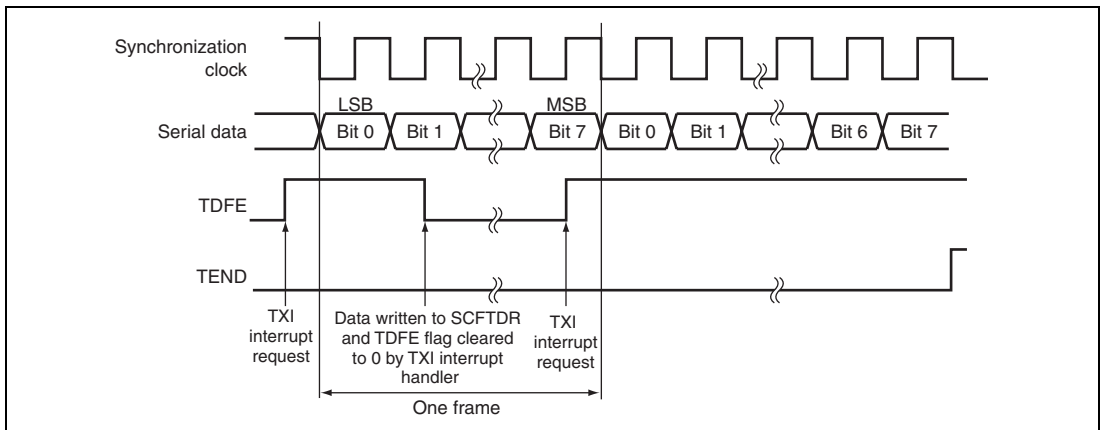 Synchronization
clock
LSB
MSB
Serial data
Bit 0
Bit 1
Bit 7
Bit 0
Bit 1
Bit 6
Bit 7
TDFE
TEND
TXI
interrupt
request
Data written to SCFTDR
and TDFE flag cleared
to 0 by TXI interrupt
handler
TXI
interrupt
request
One frame